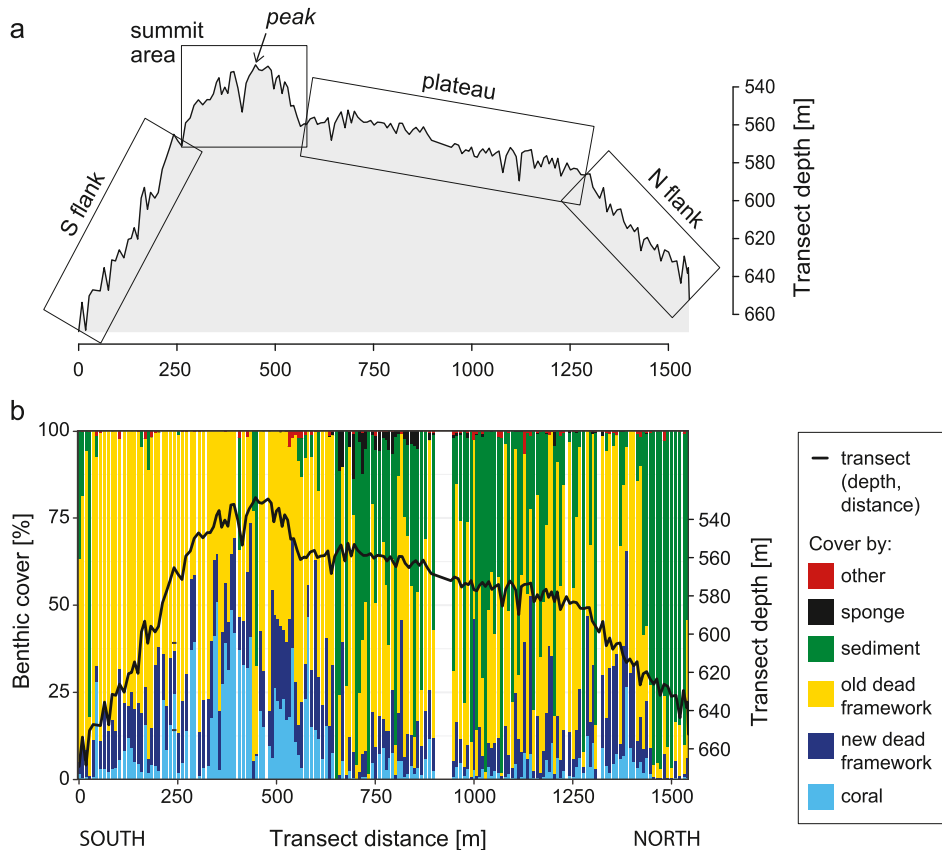 a
summit
area
peak
plateau
S flank
N flank
540
560
580
600
620
640
660
Transect depth [m]
0 250 500 750 1000 1250 1500
b
100
75
50
25
0
Benthic cover [%]
540
560
580
600
620
640
660
Transect depth [m]
0 250 500 750 1000 1250 1500
SOUTH Transect distance [m] NORTH
transect
(depth,
distance)
Cover by:
other
sponge
sediment
old dead
framework
new dead
framework
coral